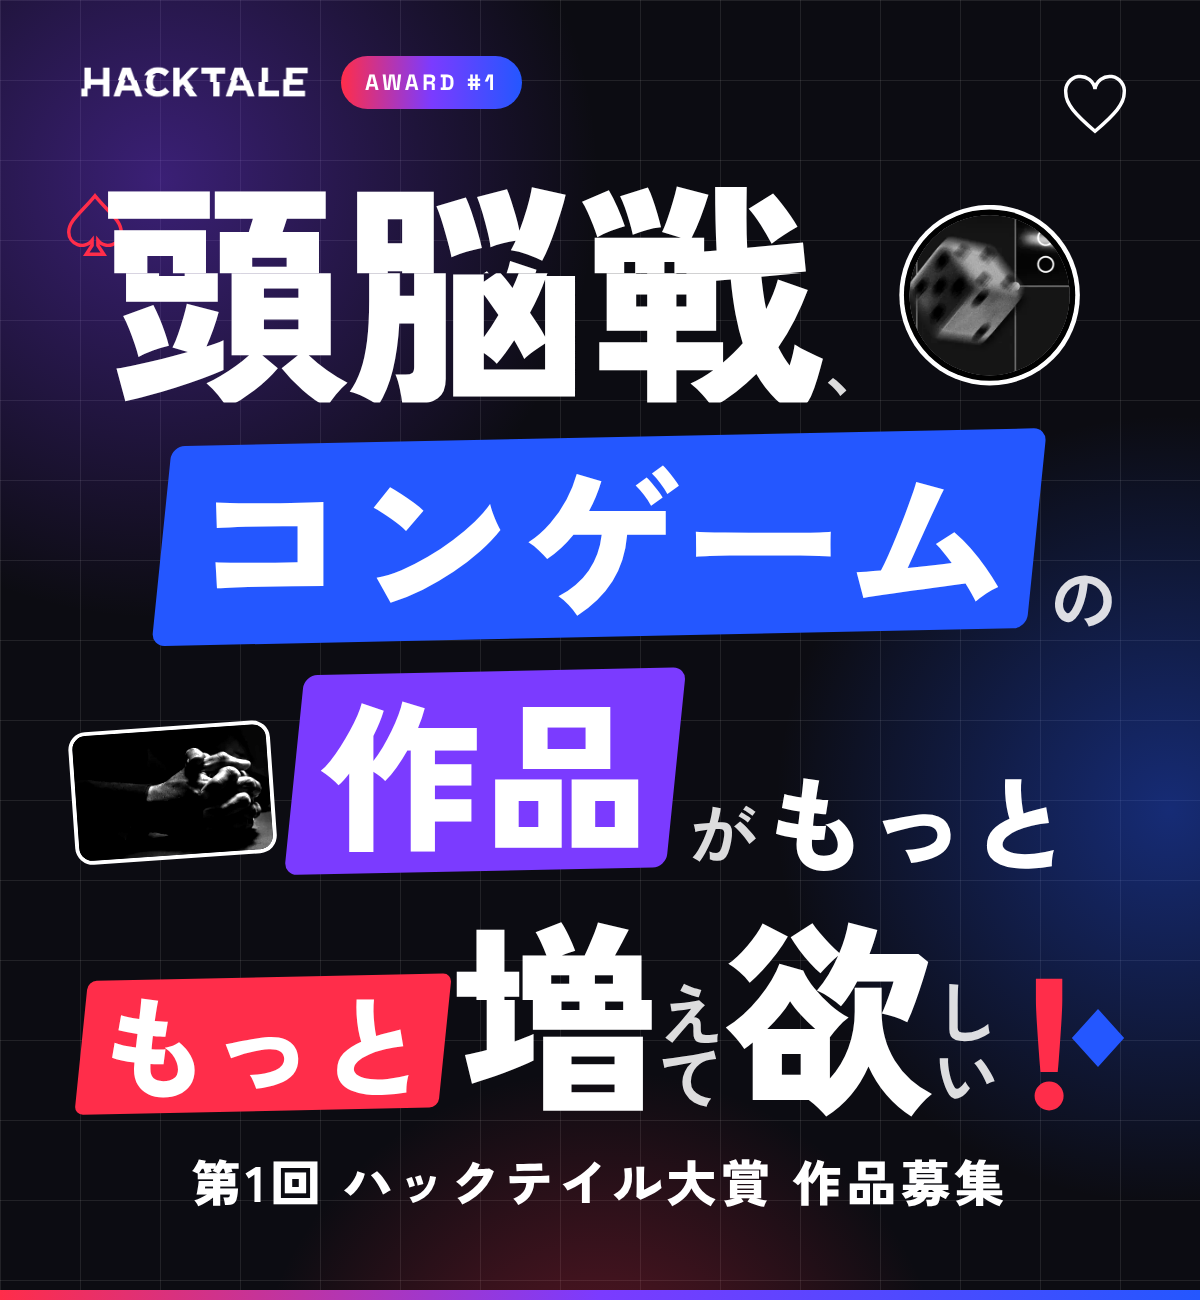 HACKTALE AWARD #1
頭脳戦、
コンゲームの
作品がもっと
もっと増えて欲しい!
第1回 ハックテイル大賞 作品募集